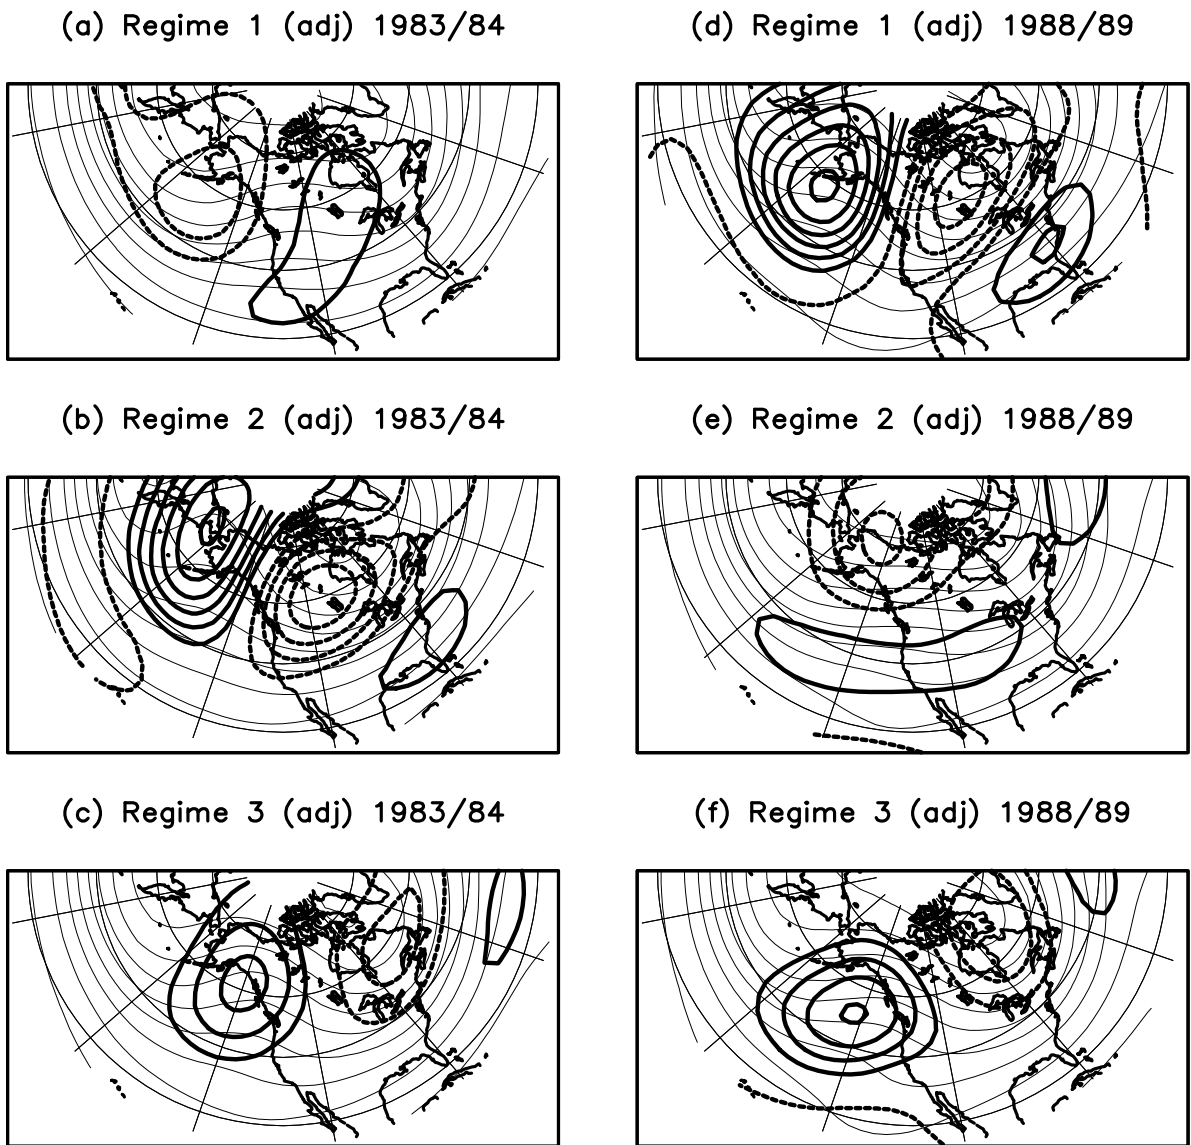 (a) Regime 1 (adj) 1983/84
(d) Regime 1 (adj) 1988/89
(b) Regime 2 (adj) 1983/84
(e) Regime 2 (adj) 1988/89
(c) Regime 3 (adj) 1983/84
(f) Regime 3 (adj) 1988/89